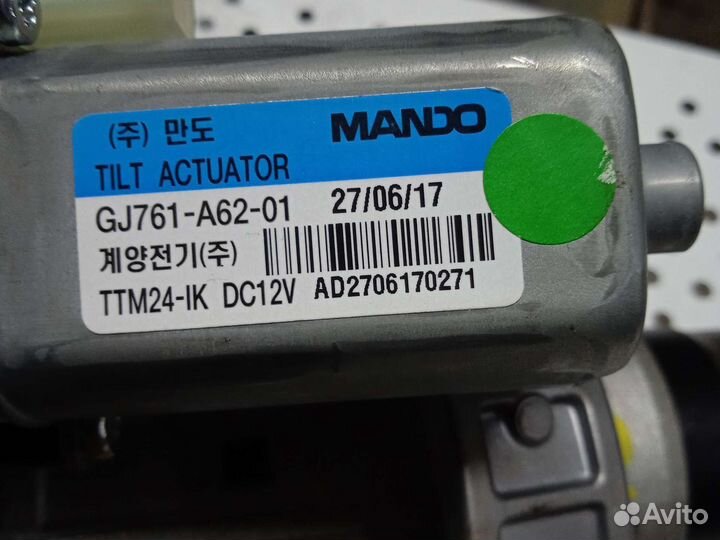 (주) 만도 MANDO
TILT ACTUATOR
GJ761-A62-01 27/06/17
계양전기(주)
TTM24-IK DC12V AD2706170271
Avito